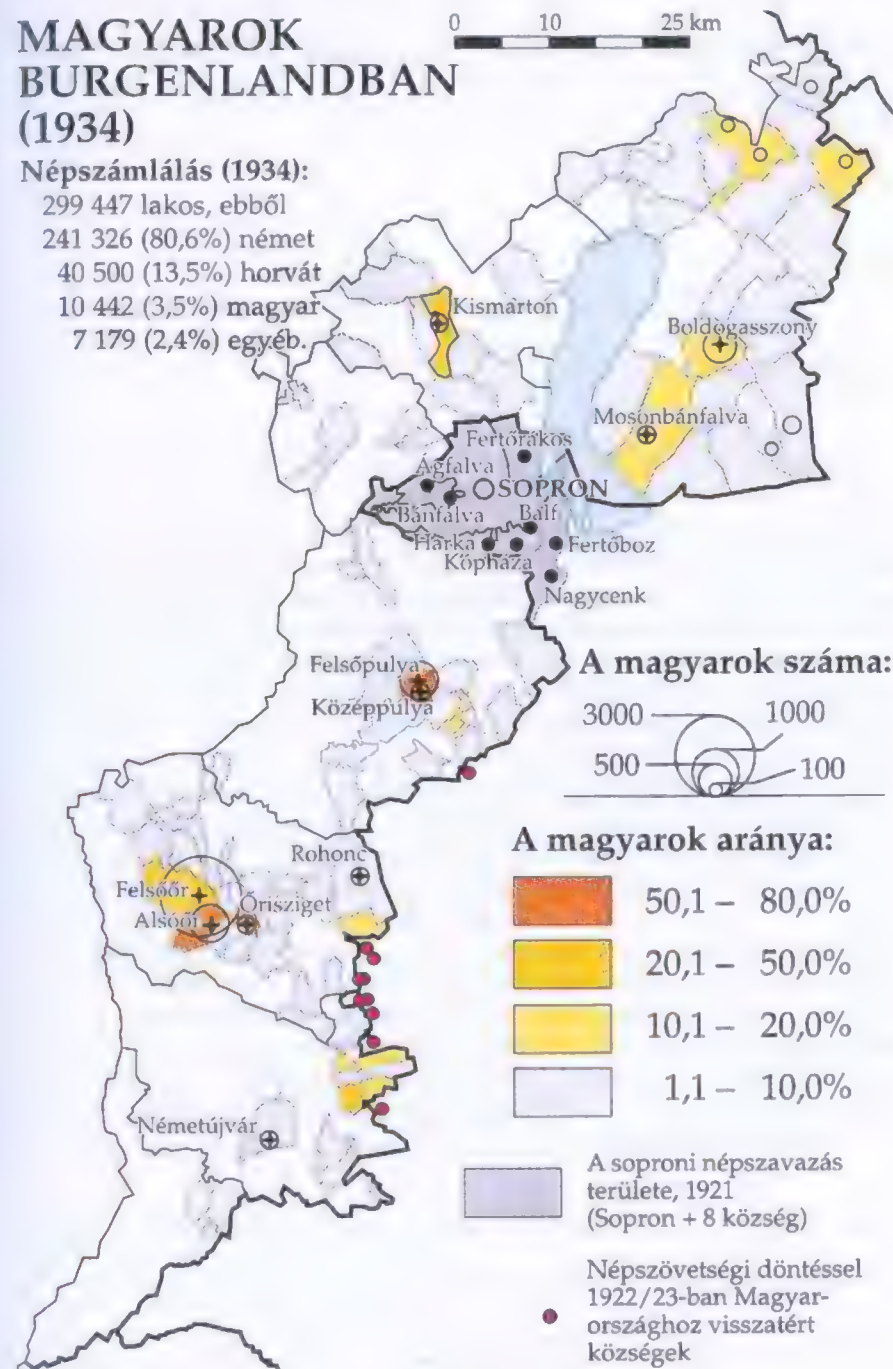 MAGYAROK
BURGENLANDBAN
(1934)
Népszámlálás (1934):
299 447 lakos, ebből
241 326 (80,6%) német
40 500 (13,5%) horvát
10 442 (3,5%) magyar
7 179 (2,4%) egyéb.
0 10 25 km
Kismarton
Boldogasszony
Mosonbánfalva
Fertőrákos
Ágfalva
SOPRON
Bánfalva
Balf
Harka
Fertőboz
Kópháza
Nagycenk
Felsőpulya
Középpulya
A magyarok száma:
3000 1000
500 100
Rohonc
Felsőőr
Őrisziget
Alsóőr
Németújvár
A magyarok aránya:
50,1 – 80,0%
20,1 – 50,0%
10,1 – 20,0%
1,1 – 10,0%
A soproni népszavazás
területe, 1921
(Sopron + 8 község)
Népszövetségi döntéssel
1922/23-ban Magyar-
országhoz visszatért
községek